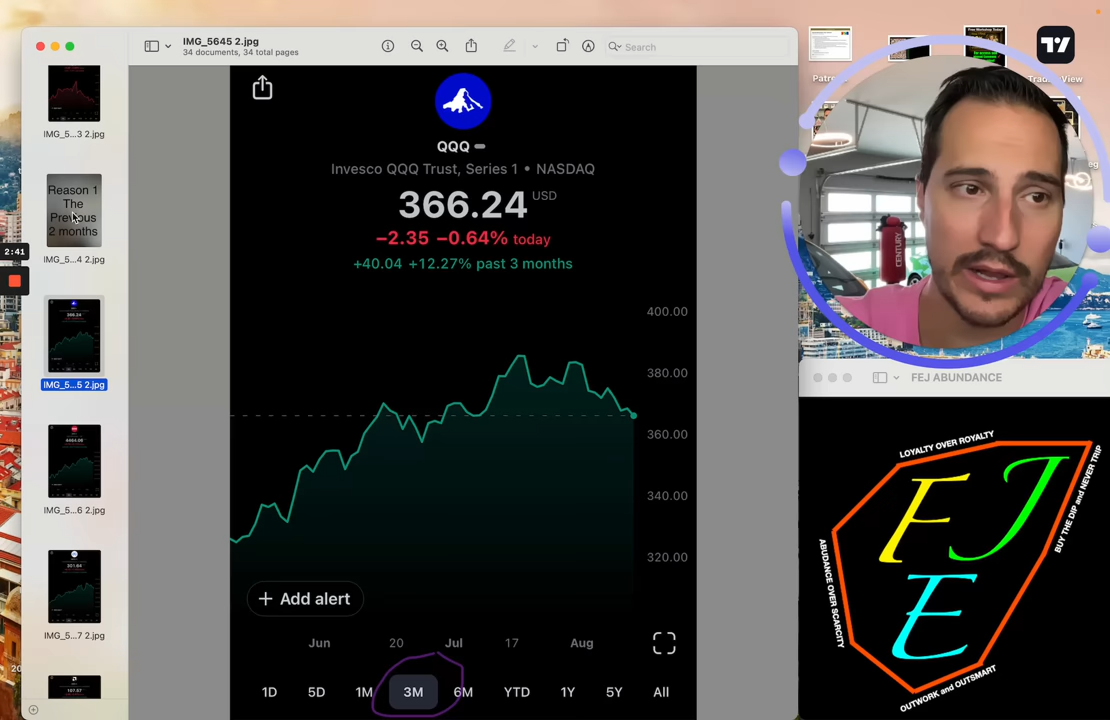 IMG_5645 2.jpg
34 documents, 34 total pages
Search
IMG_5...3 2.jpg
Reason 1
The
Previous
2 months
IMG_5...4 2.jpg
2:41
IMG_5...5 2.jpg
IMG_5...6 2.jpg
IMG_5...7 2.jpg
QQQ
Invesco QQQ Trust, Series 1 • NASDAQ
366.24 USD
−2.35 −0.64% today
+40.04 +12.27% past 3 months
400.00
380.00
360.00
340.00
320.00
+ Add alert
Jun 20 Jul 17 Aug
1D 5D 1M 3M 6M YTD 1Y 5Y All
CENTURY
FEJ ABUNDANCE
LOYALTY OVER ROYALTY
BUY THE DIP and NEVER TRIP
ABUDANCE OVER SCARCITY
OUTWORK and OUTSMART
FJ
E